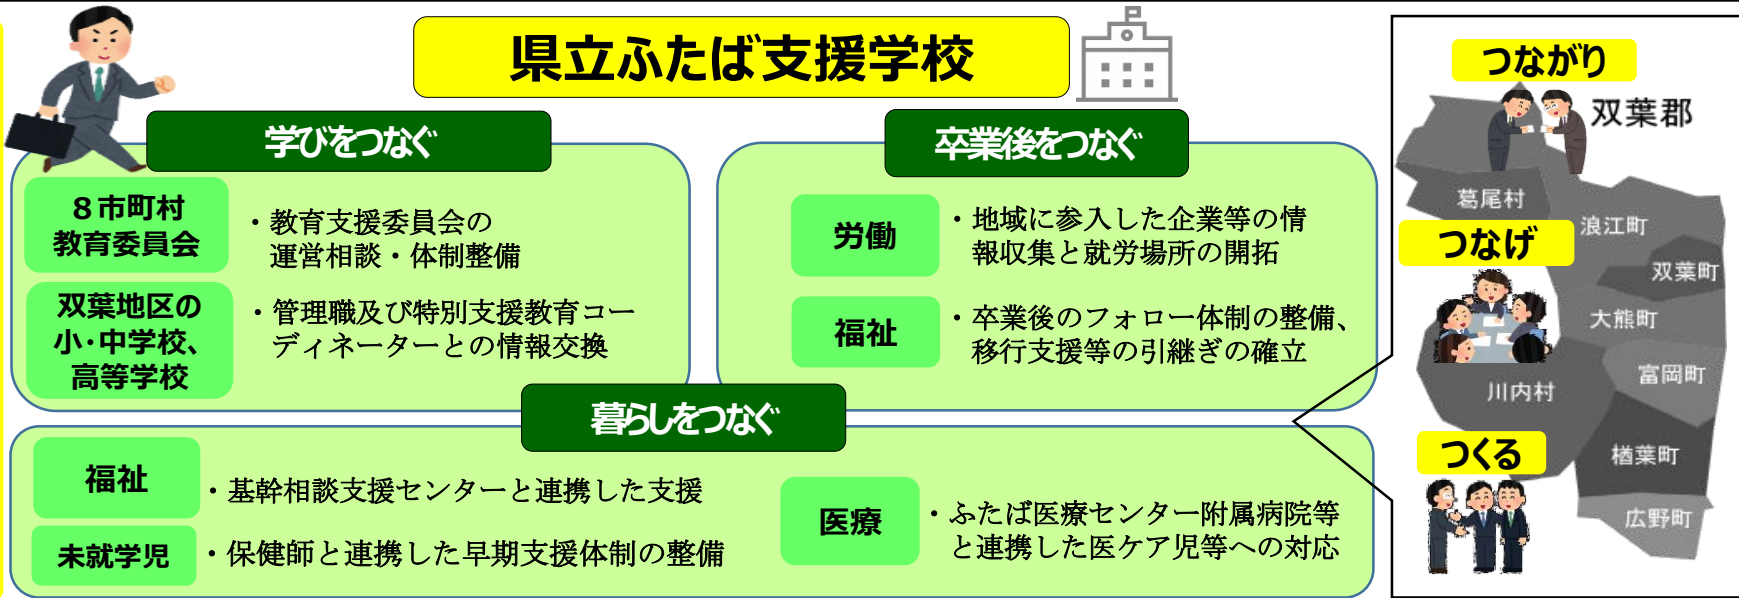 県立ふたば支援学校
学びをつなぐ
８市町村
教育委員会
・教育支援委員会の
運営相談・体制整備
双葉地区の
小・中学校、
高等学校
・管理職及び特別支援教育コー
ディネーターとの情報交換
卒業後をつなぐ
労働
・地域に参入した企業等の情
報収集と就労場所の開拓
福祉
・卒業後のフォロー体制の整備、
移行支援等の引継ぎの確立
暮らしをつなぐ
福祉
・基幹相談支援センターと連携した支援
未就学児
・保健師と連携した早期支援体制の整備
医療
・ふたば医療センター附属病院等
と連携した医ケア児等への対応
つながり
双葉郡
葛尾村
浪江町
つなげ
双葉町
大熊町
富岡町
川内村
つくる
楢葉町
広野町